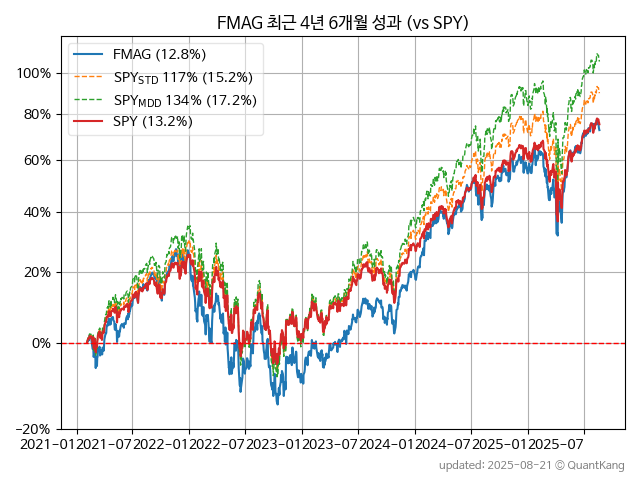 FMAG 최근 4년 6개월 성과 (vs SPY)
FMAG (12.8%)
SPYSTD 117% (15.2%)
SPYMDD 134% (17.2%)
SPY (13.2%)
100%
80%
60%
40%
20%
0%
−20%
2021-01 2021-07 2022-01 2022-07 2023-01 2023-07 2024-01 2024-07 2025-01 2025-07
updated: 2025-08-21 © QuantKang